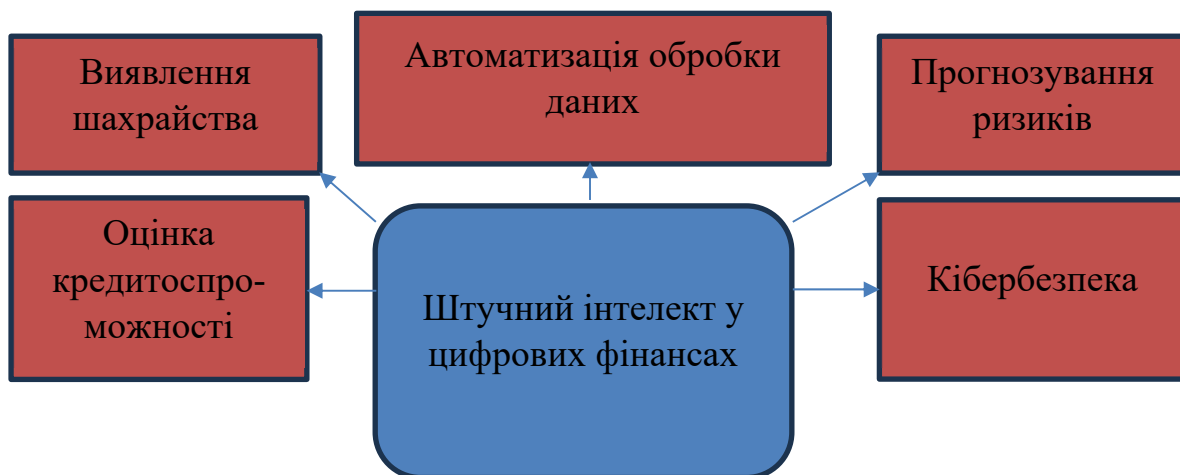 Виявлення
шахрайства
Автоматизація обробки
даних
Прогнозування
ризиків
Оцінка
кредитоспро-
можності
Штучний інтелект у
цифрових фінансах
Кібербезпека